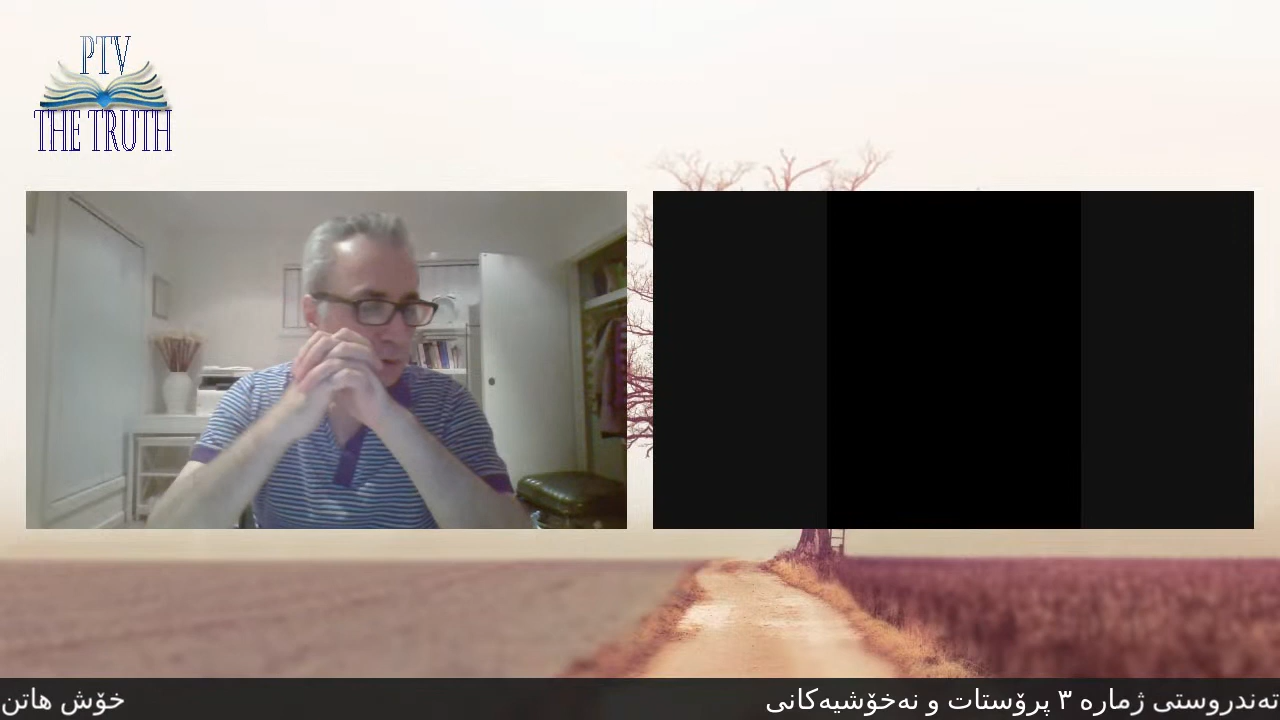 PTV
THE TRUTH
تەندروستی ژمارە ٣ پرۆستات و نەخۆشیەکانی
خۆش هاتن